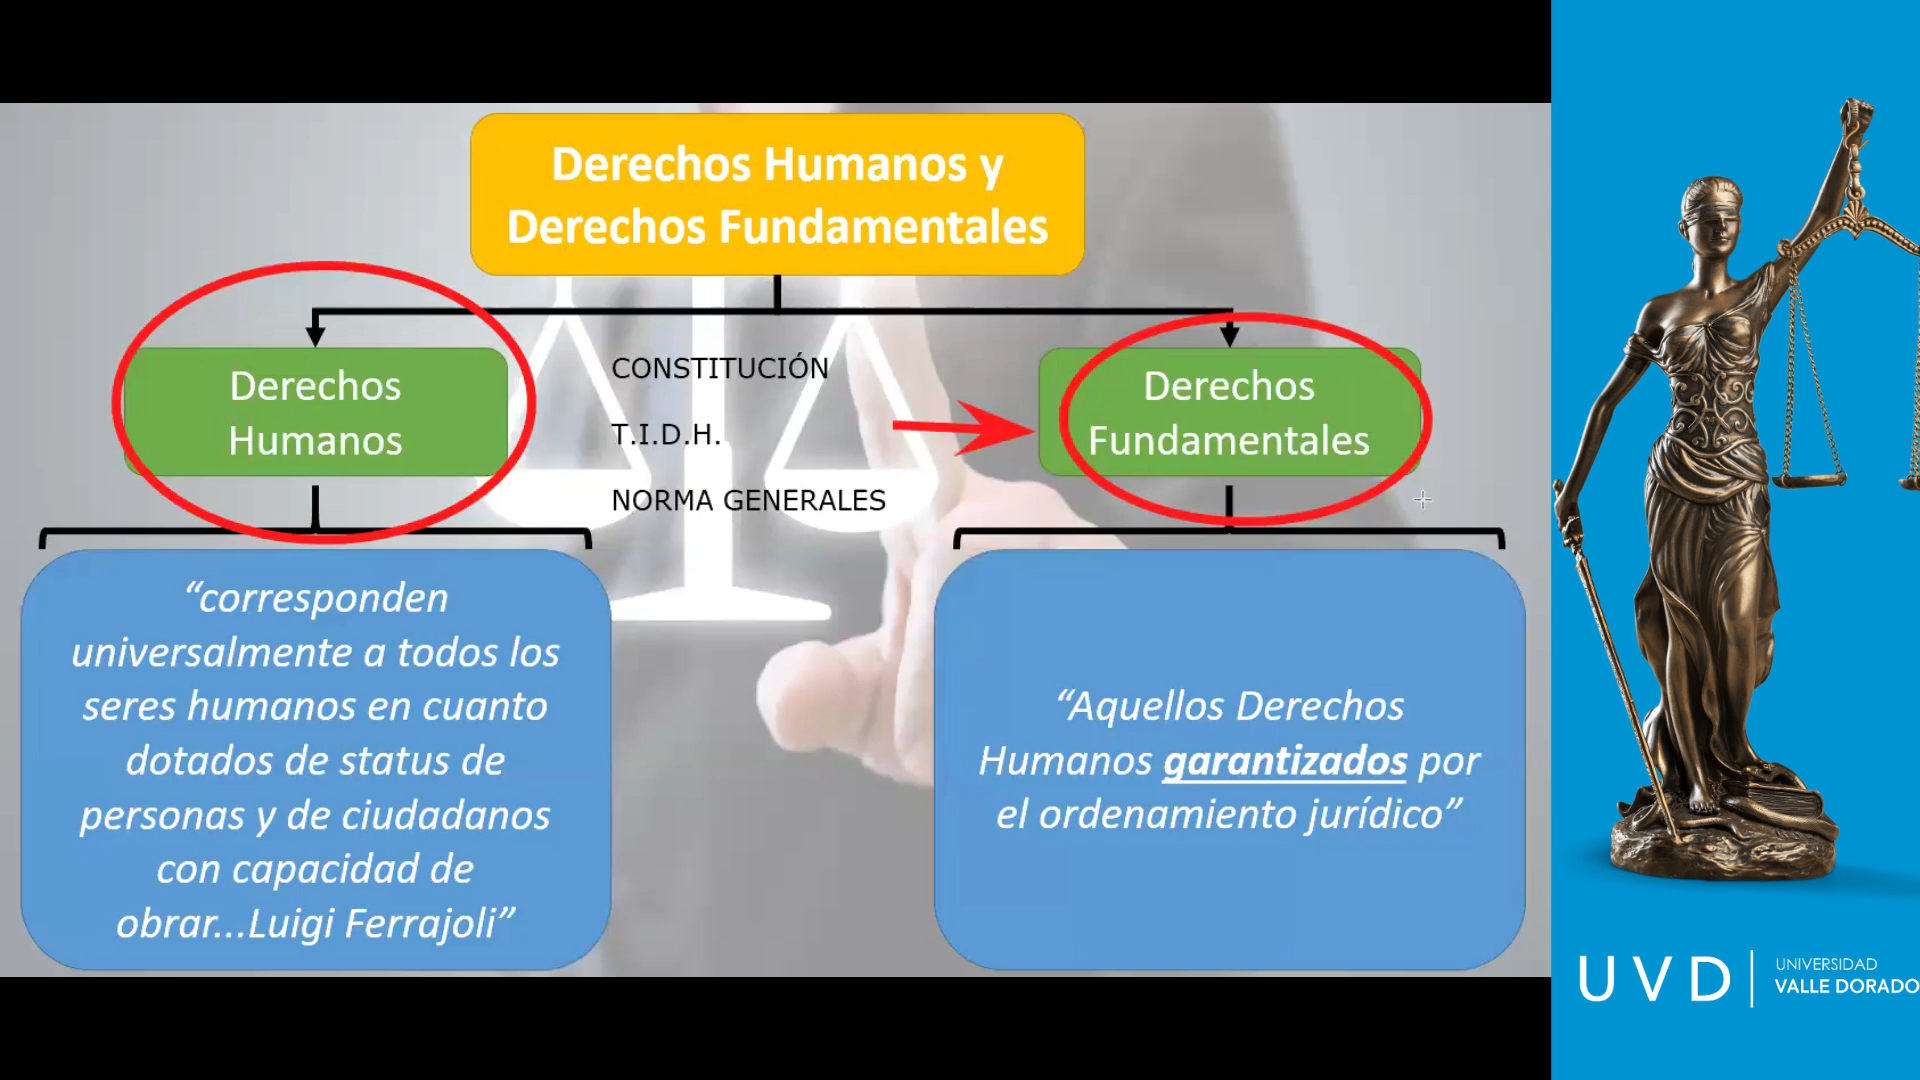 Derechos Humanos y
Derechos Fundamentales
Derechos
Humanos
CONSTITUCIÓN
T.I.D.H.
NORMA GENERALES
Derechos
Fundamentales
“corresponden
universalmente a todos los
seres humanos en cuanto
dotados de status de
personas y de ciudadanos
con capacidad de
obrar...Luigi Ferrajoli”
“Aquellos Derechos
Humanos garantizados por
el ordenamiento jurídico”
UVD
UNIVERSIDAD
VALLE DORADO